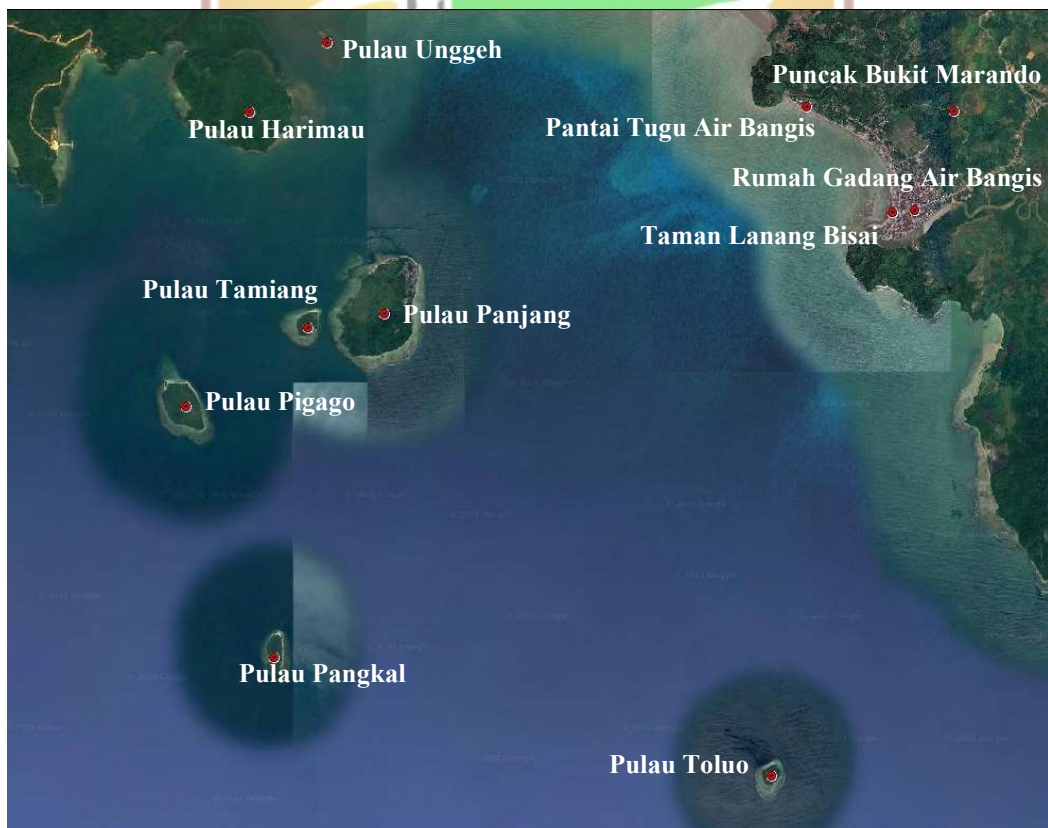 Pulau Unggeh
Puncak Bukit Marando
Pulau Harimau
Pantai Tugu Air Bangis
Rumah Gadang Air Bangis
Taman Lanang Bisai
Pulau Tamiang
Pulau Panjang
Pulau Pigago
Pulau Pangkal
Pulau Toluo